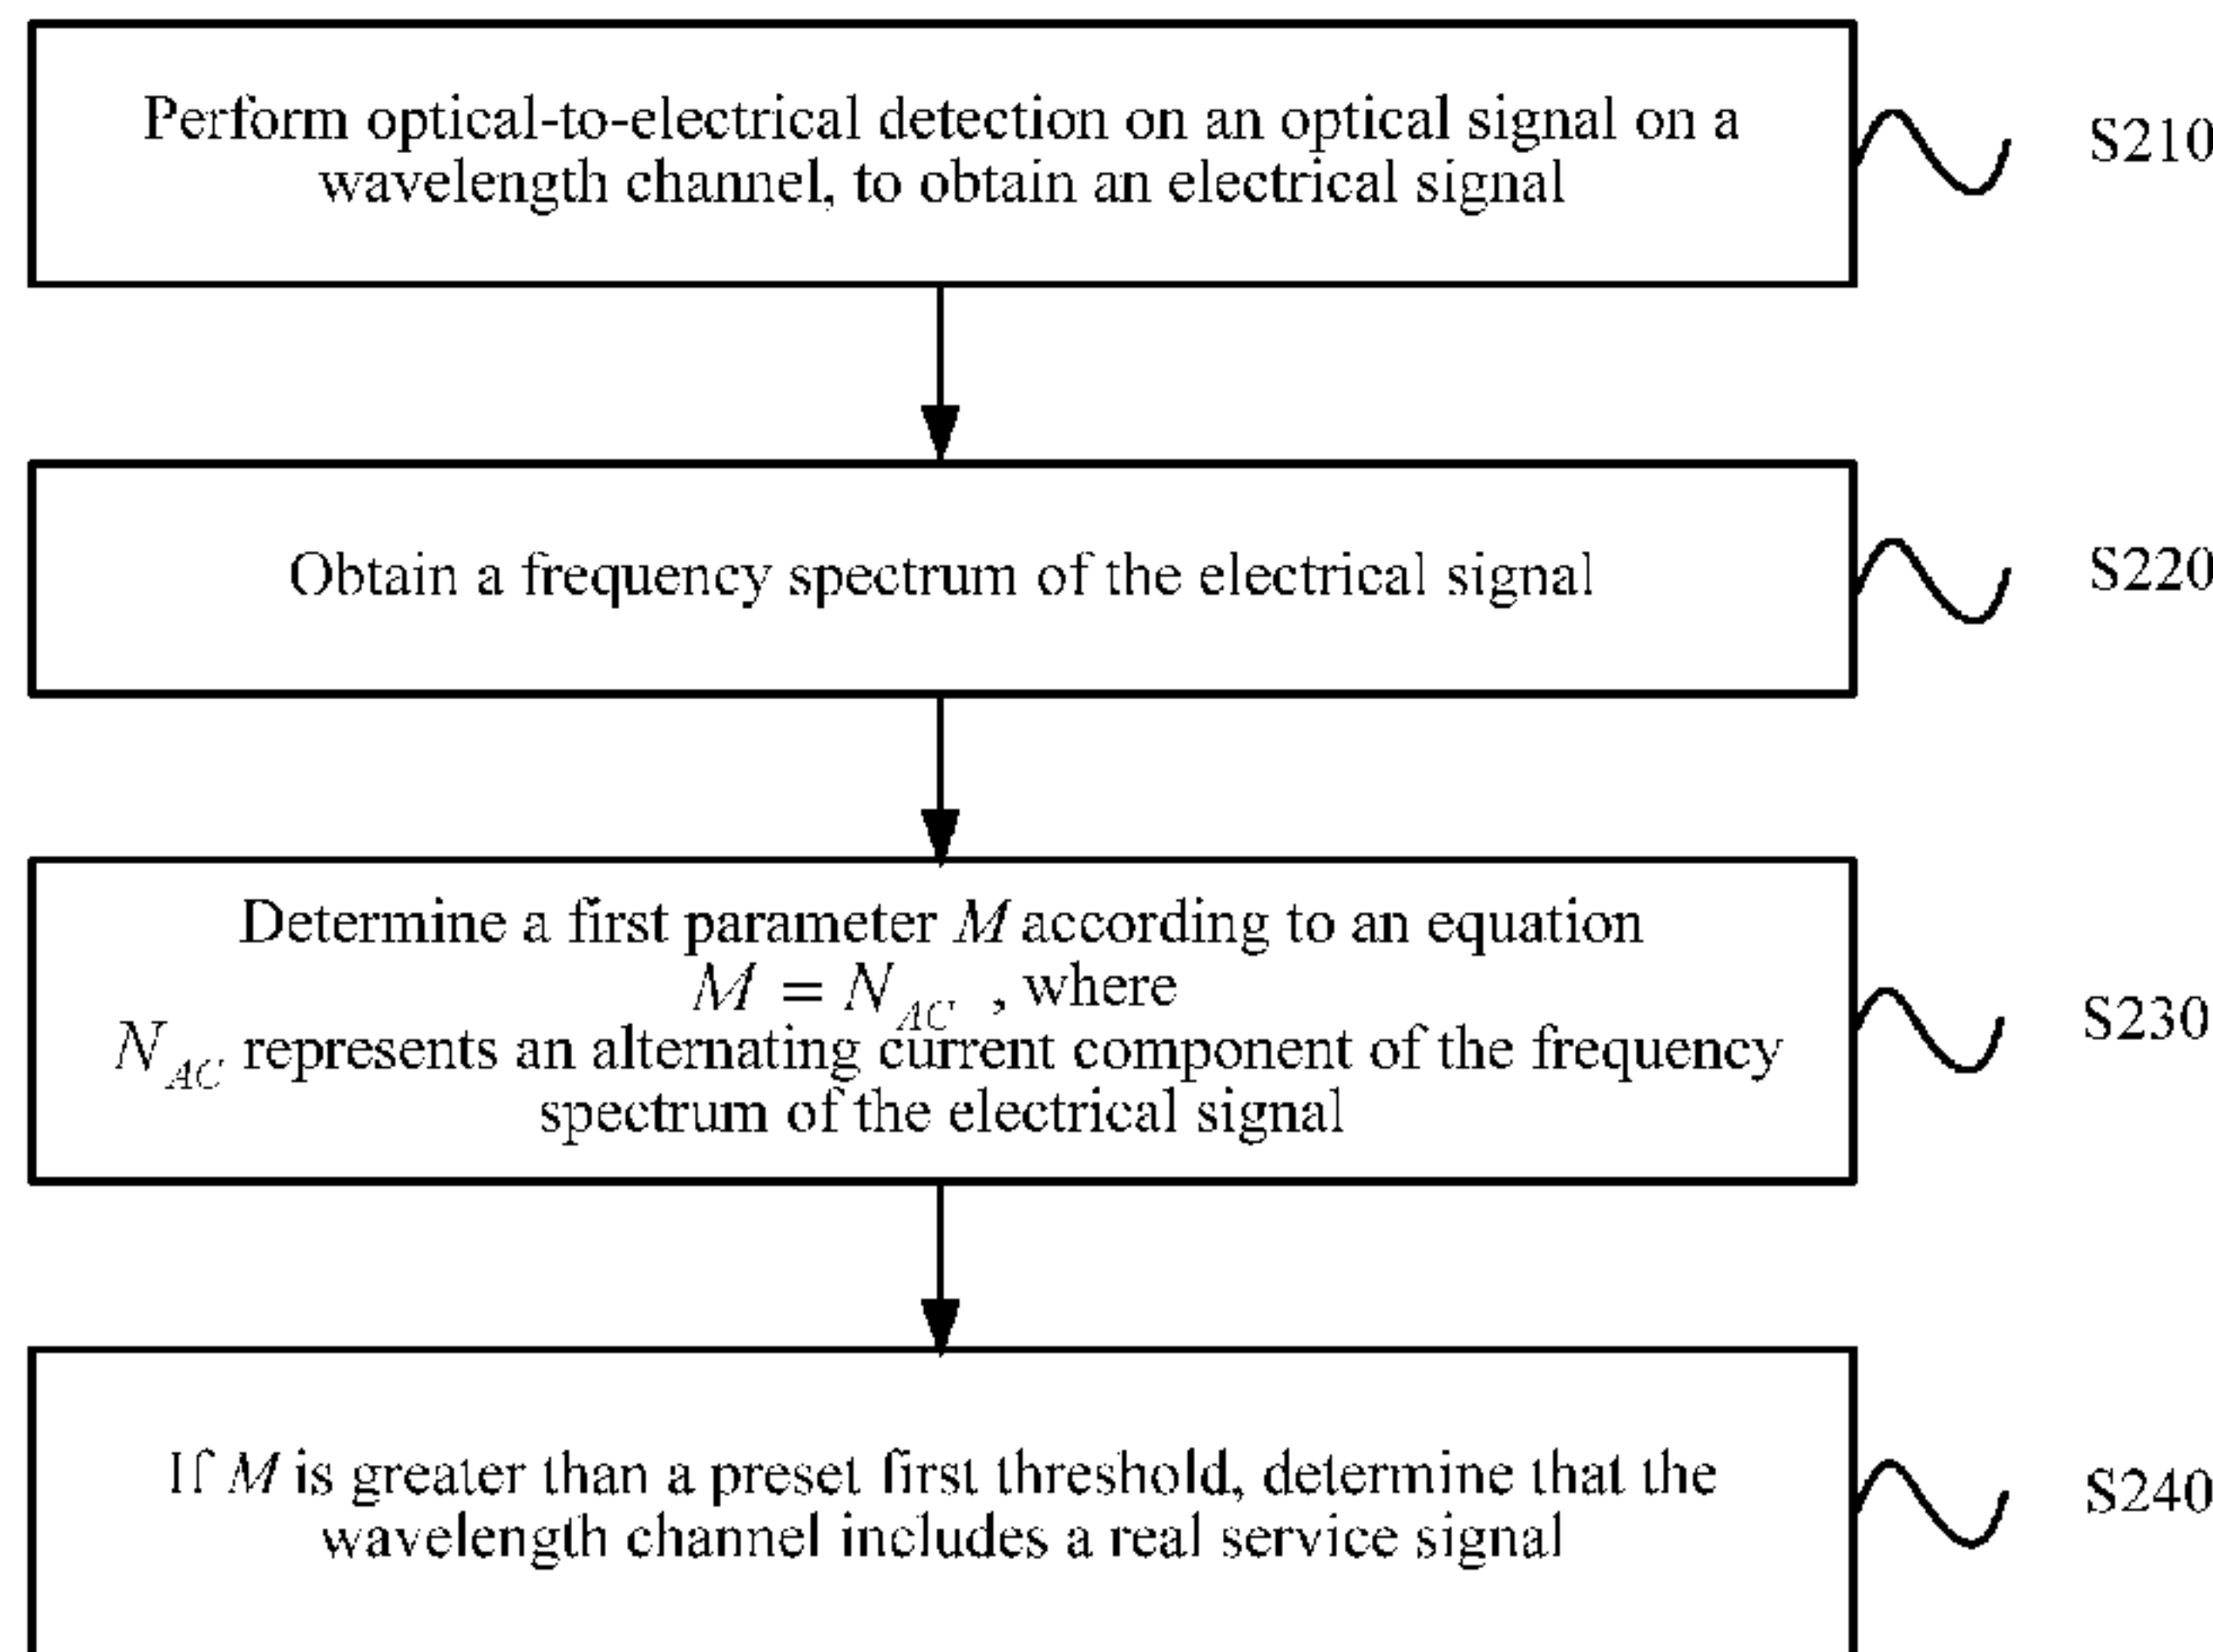 Perform optical-to-electrical detection on an optical signal on a
wavelength channel, to obtain an electrical signal
S210
Obtain a frequency spectrum of the electrical signal
S220
Determine a first parameter M according to an equation
M = N_AC , where
N_AC represents an alternating current component of the frequency
spectrum of the electrical signal
S230
If M is greater than a preset first threshold, determine that the
wavelength channel includes a real service signal
S240